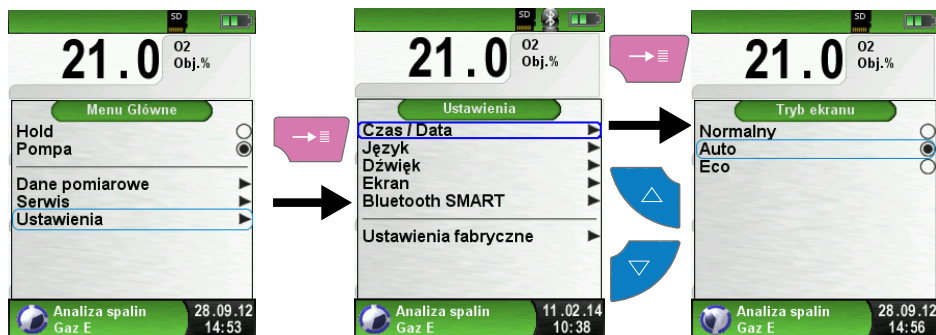 SD
21.0 O2
Obj.%
Menu Główne
Hold
Pompa
Dane pomiarowe
Serwis
Ustawienia
Analiza spalin 28.09.12
Gaz E 14:53
SD
21.0 O2
Obj.%
Ustawienia
Czas / Data
Język
Dźwięk
Ekran
Bluetooth SMART
Ustawienia fabryczne
Analiza spalin 11.02.14
Gaz E 10:38
SD
21.0 O2
Obj.%
Tryb ekranu
Normalny
Auto
Eco
Analiza spalin 28.09.12
Gaz E 14:56